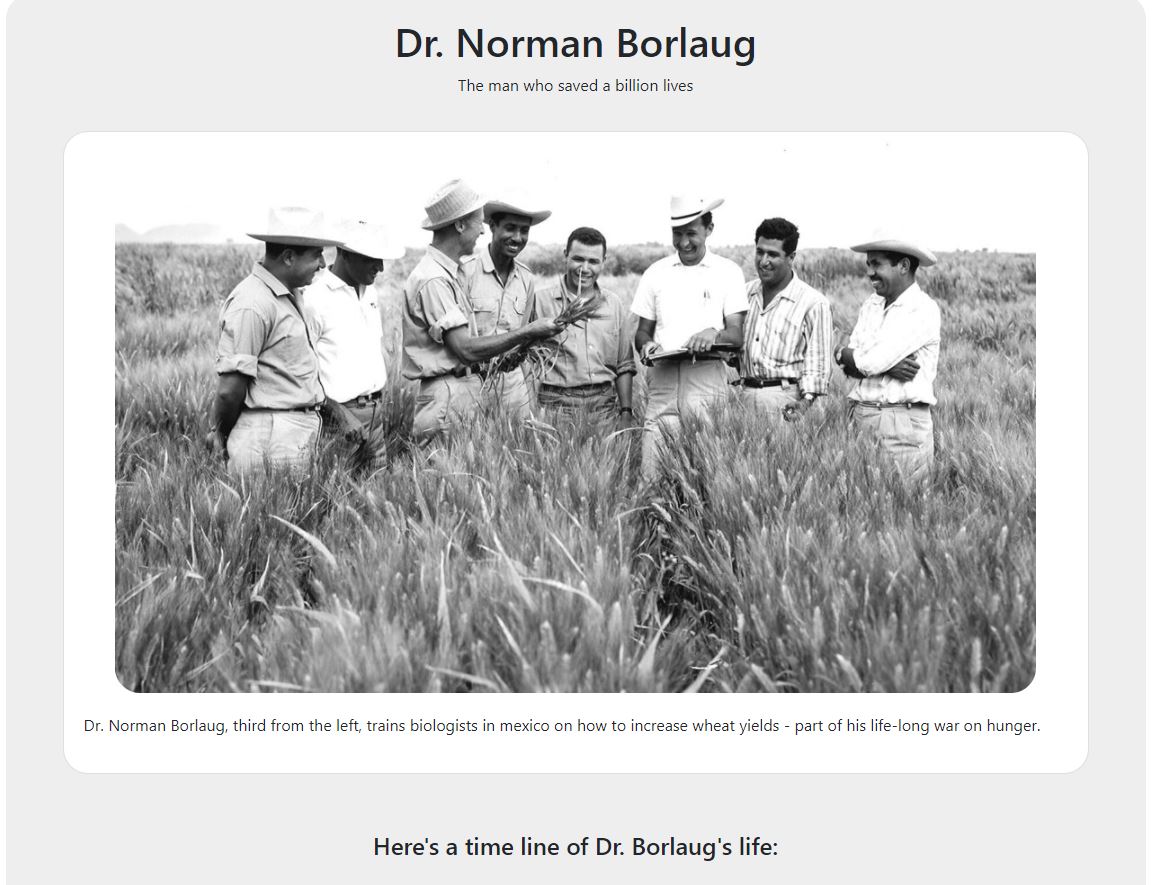 Dr. Norman Borlaug
The man who saved a billion lives
Dr. Norman Borlaug, third from the left, trains biologists in mexico on how to increase wheat yields - part of his life-long war on hunger.
Here's a time line of Dr. Borlaug's life: